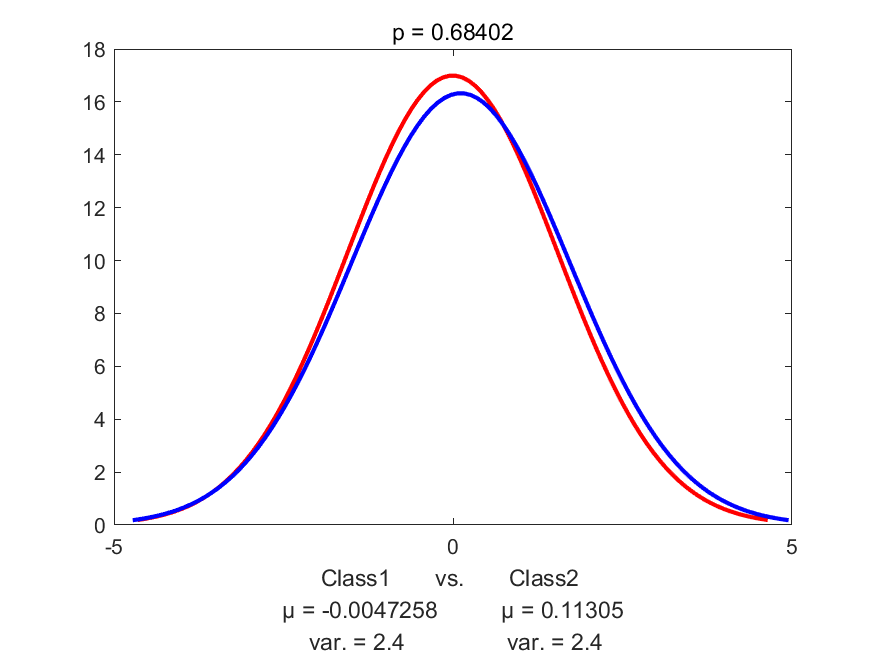 p = 0.68402
18
16
14
12
10
8
6
4
2
0
-5 0 5
Class1 vs. Class2
μ = -0.0047258 μ = 0.11305
var. = 2.4 var. = 2.4